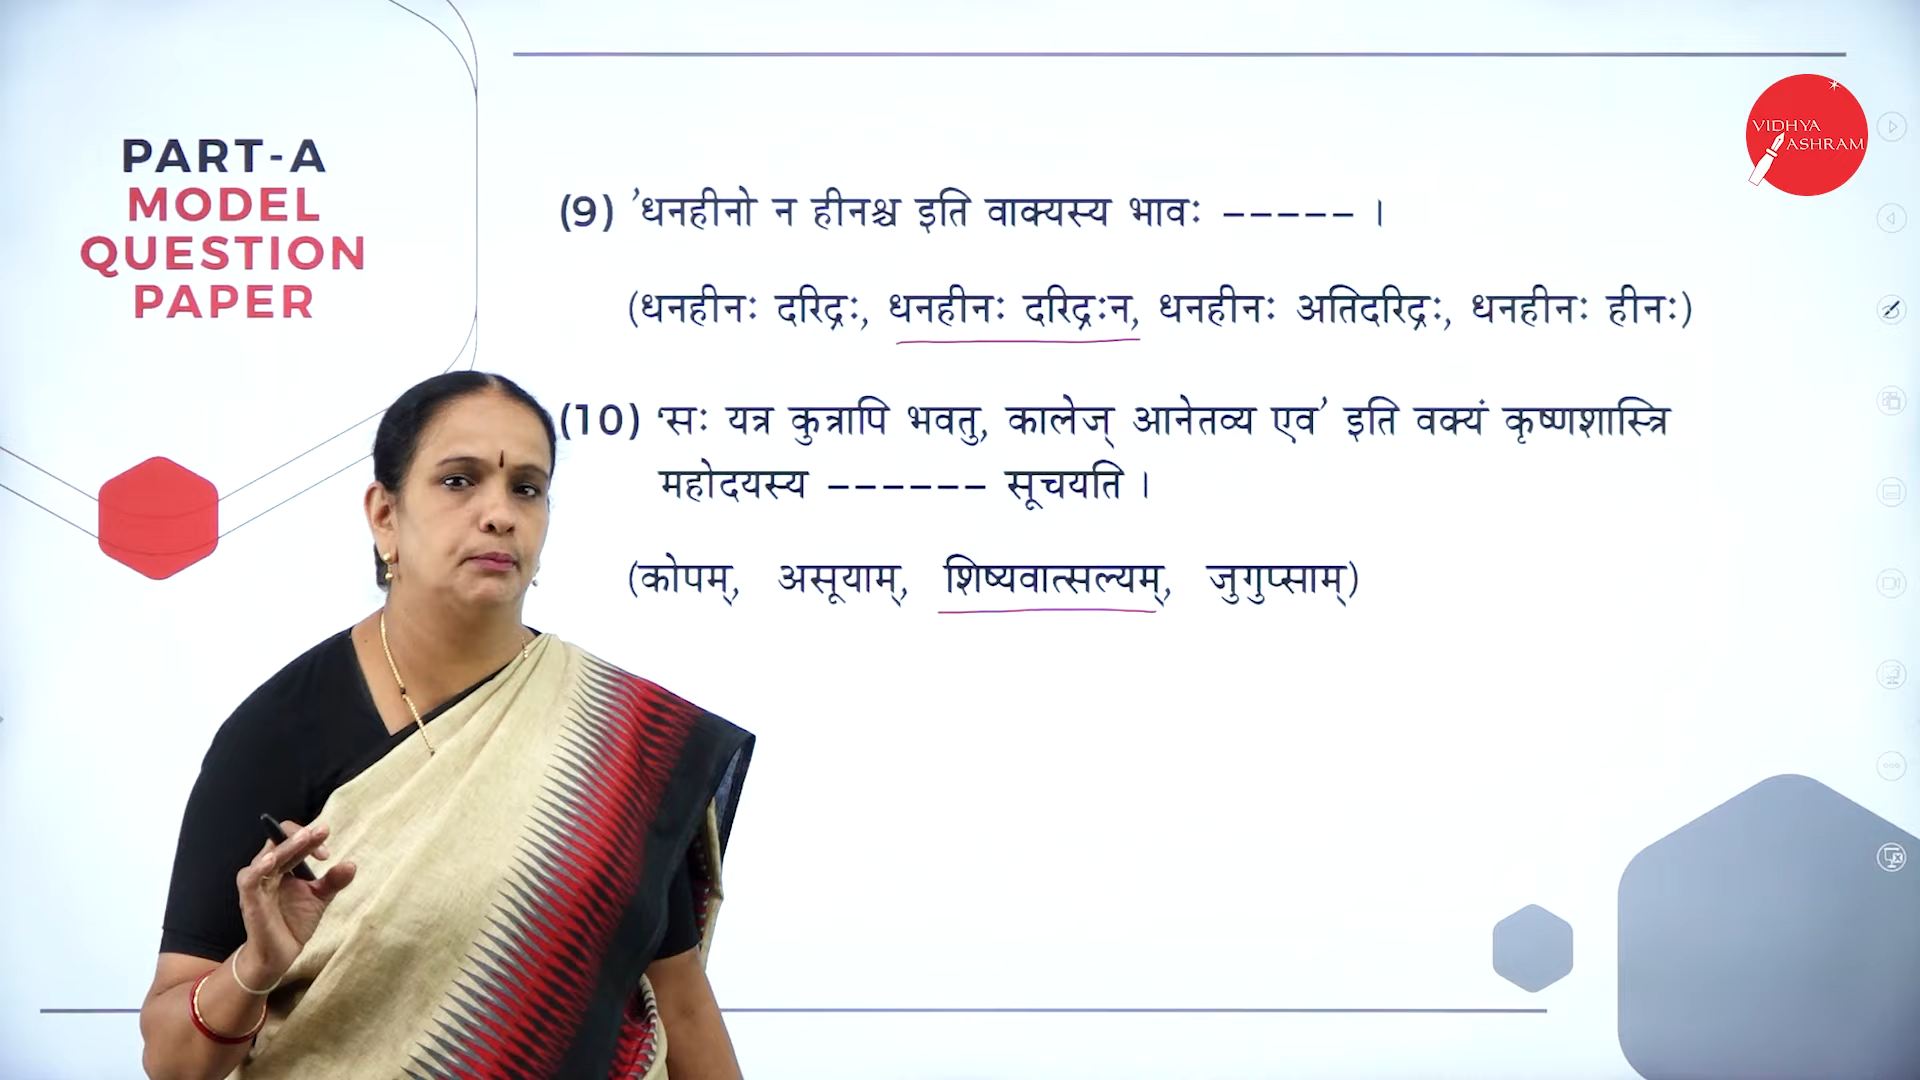 PART-A
MODEL
QUESTION
PAPER
VIDHYA
ASHRAM
(9) ’धनहीनो न हीनश्च इति वाक्यस्य भावः ----- ।
(धनहीनः दरिद्रः, धनहीनः दरिद्रःन, धनहीनः अतिदरिद्रः, धनहीनः हीनः)
(10) ‘सः यत्र कुत्रापि भवतु, कालेज् आनेतव्य एव’ इति वक्यं कृष्णशास्त्रि
महोदयस्य ------ सूचयति ।
(कोपम्, असूयाम्, शिष्यवात्सल्यम्, जुगुप्साम्)